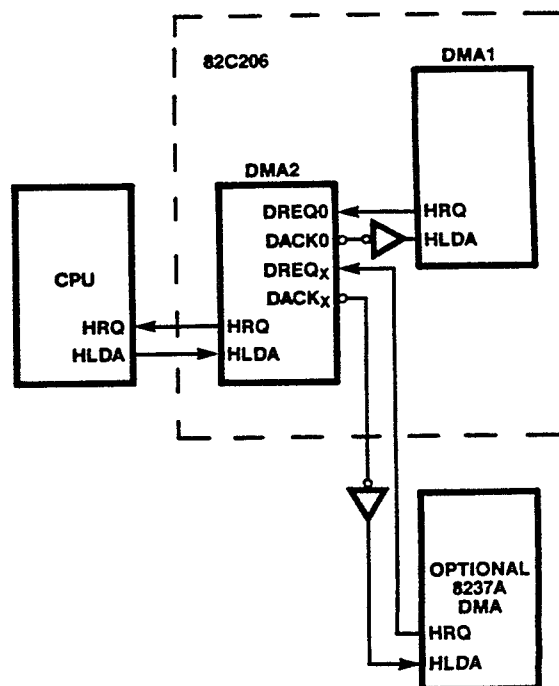 82C206
DMA1
HRQ
HLDA
DMA2
DREQ0
DACK0
DREQX
DACKX
HRQ
HLDA
CPU
HRQ
HLDA
OPTIONAL
8237A
DMA
HRQ
HLDA